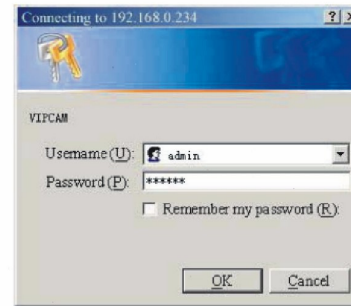 Connecting to 192.168.0.234
VIPCAM
Username (U): admin
Password (P): ******
Remember my password (R):
OK Cancel